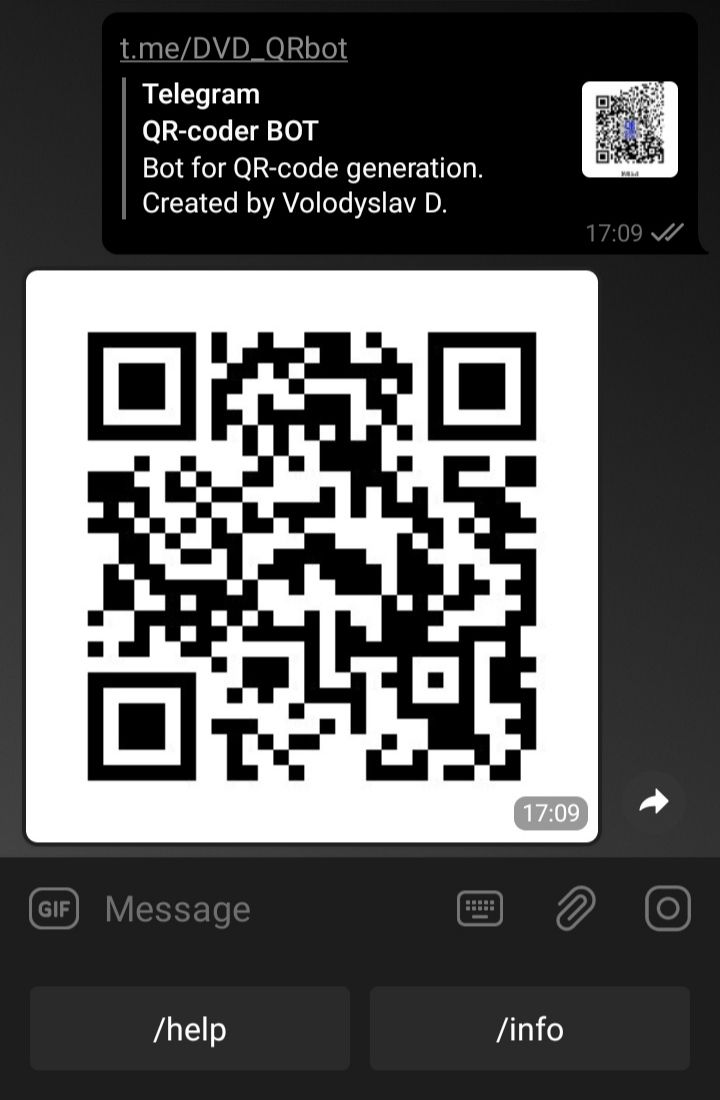 t.me/DVD_QRbot
Telegram
QR-coder BOT
Bot for QR-code generation.
Created by Volodyslav D.
17:09
17:09
GIF Message
/help /info